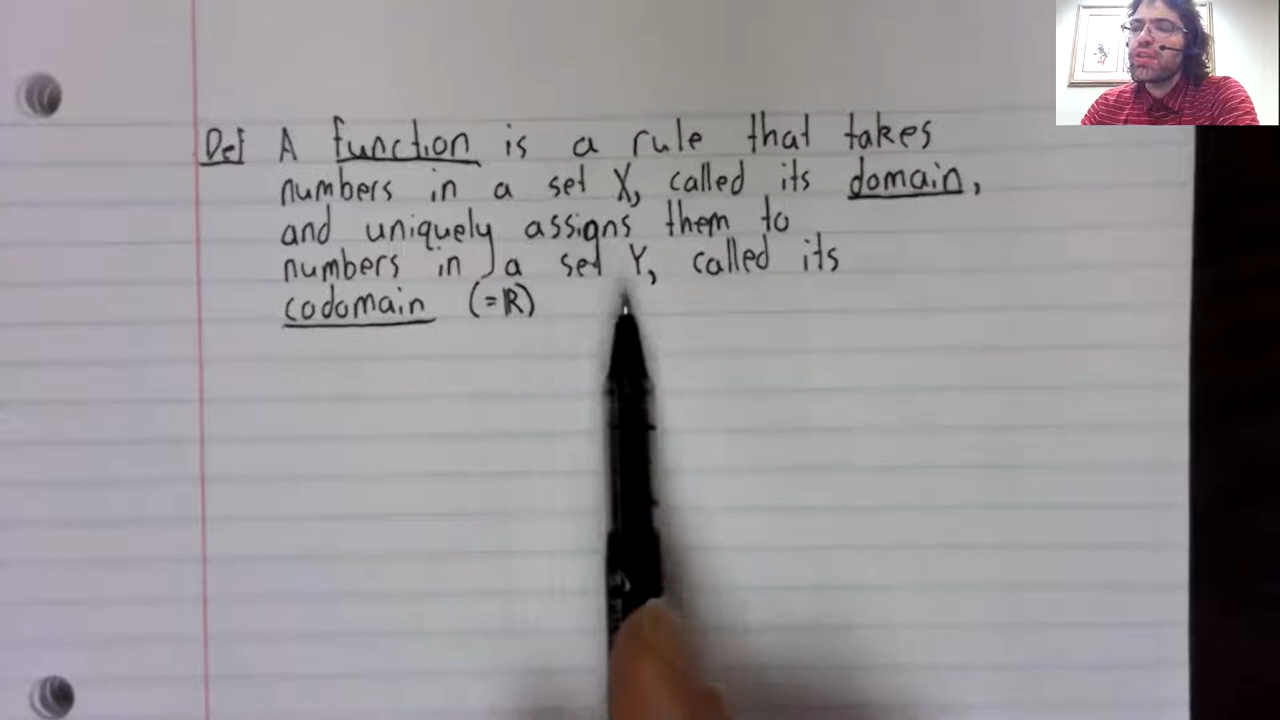 Def A function is a rule that takes
numbers in a set X, called its domain,
and uniquely assigns them to
numbers in a set Y, called its
codomain (=ℝ)